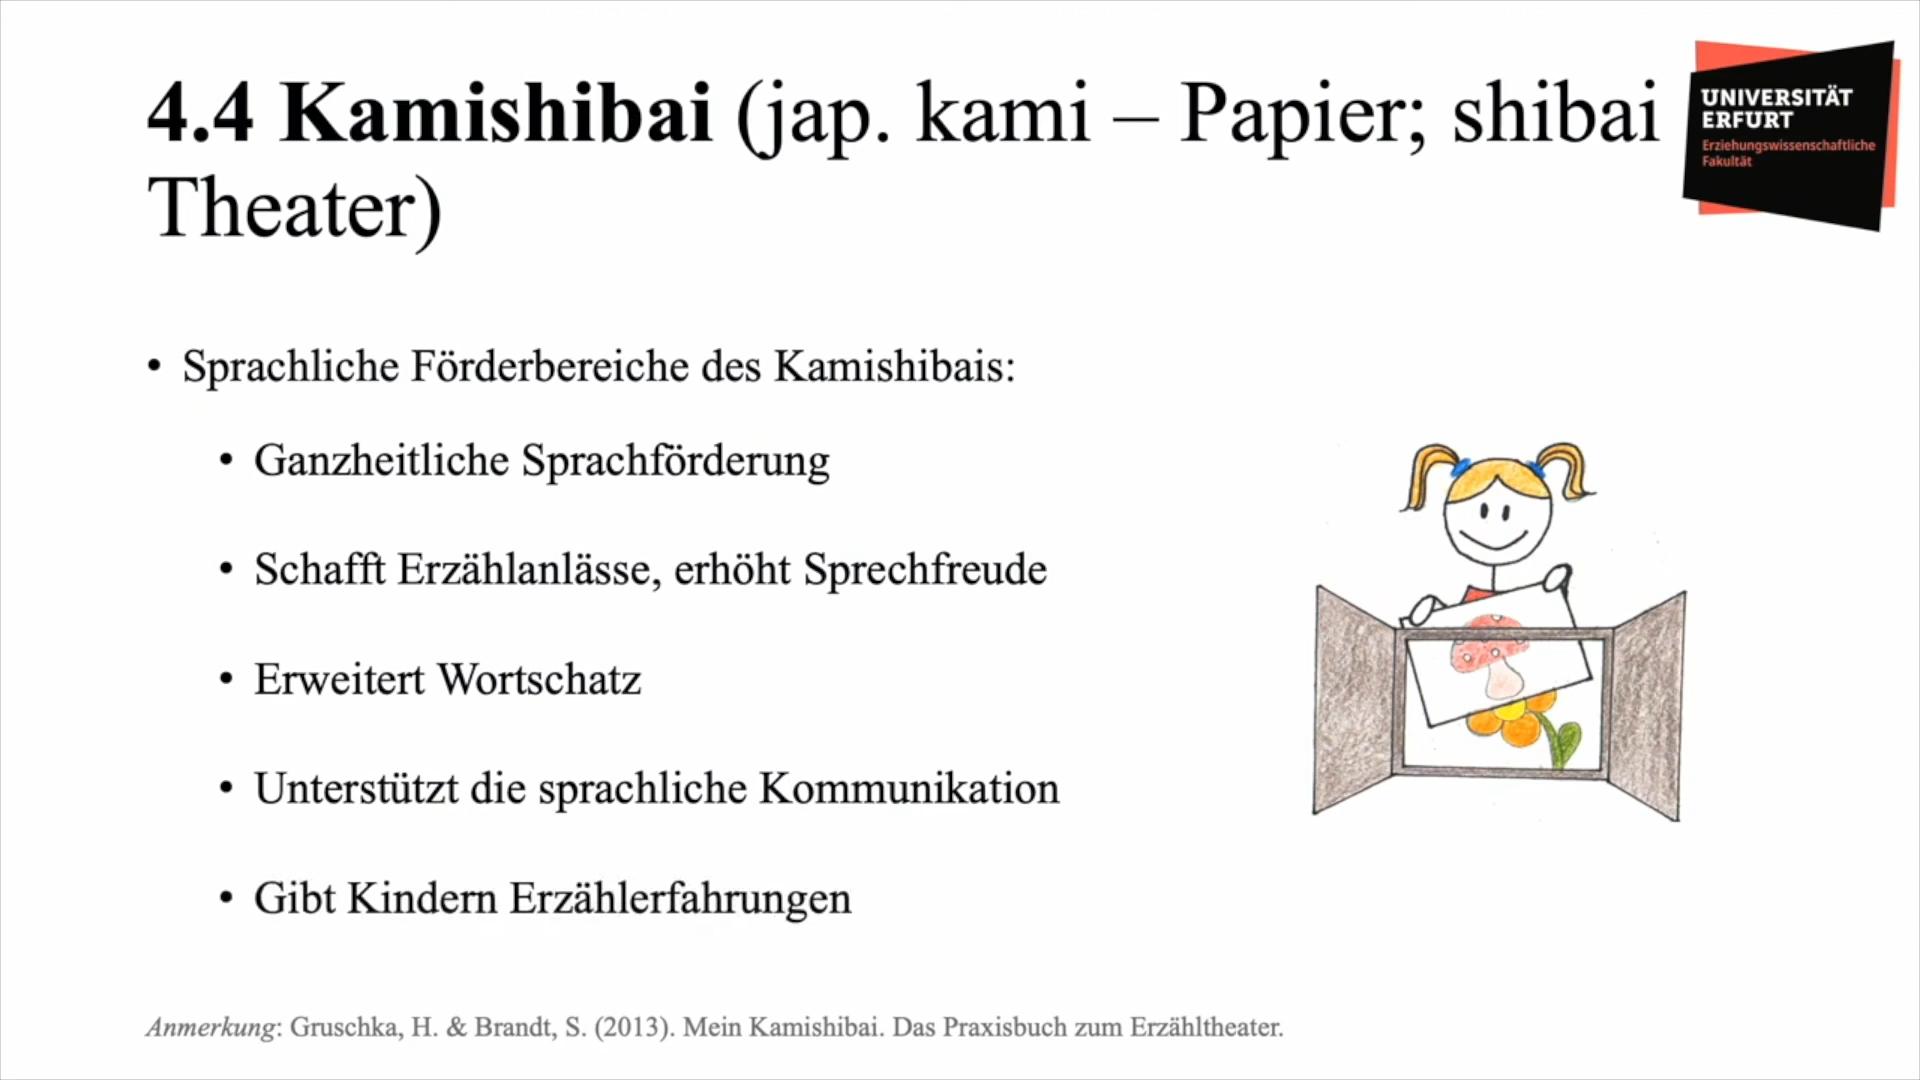 4.4 Kamishibai (jap. kami – Papier; shibai
Theater)
UNIVERSITÄT
ERFURT
Erziehungswissenschaftliche
Fakultät
• Sprachliche Förderbereiche des Kamishibais:
• Ganzheitliche Sprachförderung
• Schafft Erzählanlässe, erhöht Sprechfreude
• Erweitert Wortschatz
• Unterstützt die sprachliche Kommunikation
• Gibt Kindern Erzählerfahrungen
Anmerkung: Gruschka, H. & Brandt, S. (2013). Mein Kamishibai. Das Praxisbuch zum Erzähltheater.